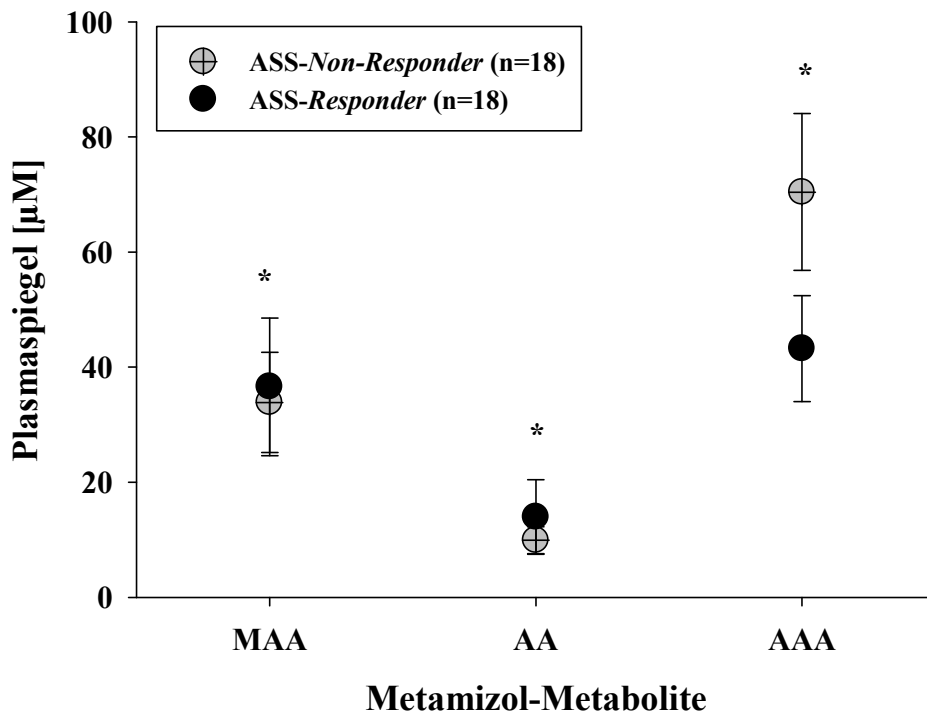 100
80
60
40
20
0
Plasmaspiegel [µM]
ASS-Non-Responder (n=18)
ASS-Responder (n=18)
*
*
*
MAA AA AAA
Metamizol-Metabolite